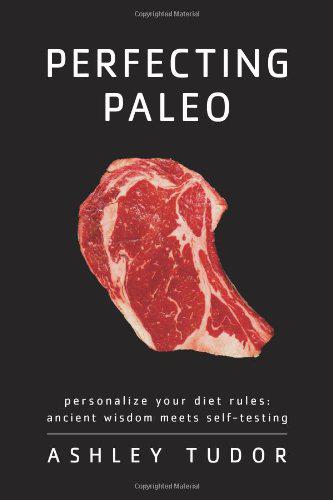 PERFECTING
PALEO
personalize your diet rules:
ancient wisdom meets self-testing
ASHLEY TUDOR